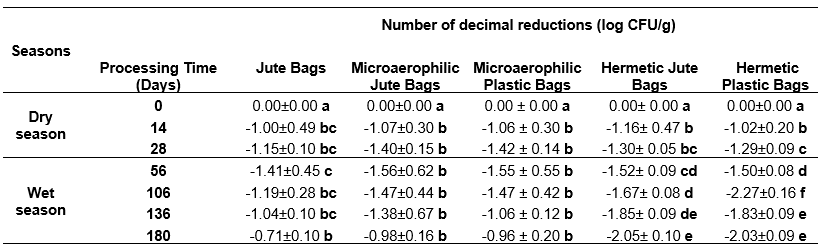 Number of decimal reductions (log CFU/g)
Seasons
Processing Time (Days) Jute Bags Microaerophilic Jute Bags Microaerophilic Plastic Bags Hermetic Jute Bags Hermetic Plastic Bags
Dry season
0 0.00±0.00 a 0.00±0.00 a 0.00 ± 0.00 a 0.00± 0.00 a 0.00±0.00 a
14 -1.00±0.49 bc -1.07±0.30 b -1.06 ± 0.30 b -1.16± 0.47 b -1.02±0.20 b
28 -1.15±0.10 bc -1.40±0.15 b -1.42 ± 0.14 b -1.30± 0.05 bc -1.29±0.09 c
Wet season
56 -1.41±0.45 c -1.56±0.62 b -1.55 ± 0.55 b -1.52± 0.09 cd -1.50±0.08 d
106 -1.19±0.28 bc -1.47±0.44 b -1.47 ± 0.42 b -1.67± 0.08 d -2.27±0.16 f
136 -1.04±0.10 bc -1.38±0.67 b -1.06 ± 0.12 b -1.85± 0.09 de -1.83±0.09 e
180 -0.71±0.10 b -0.98±0.16 b -0.96 ± 0.20 b -2.05± 0.10 e -2.03±0.09 e